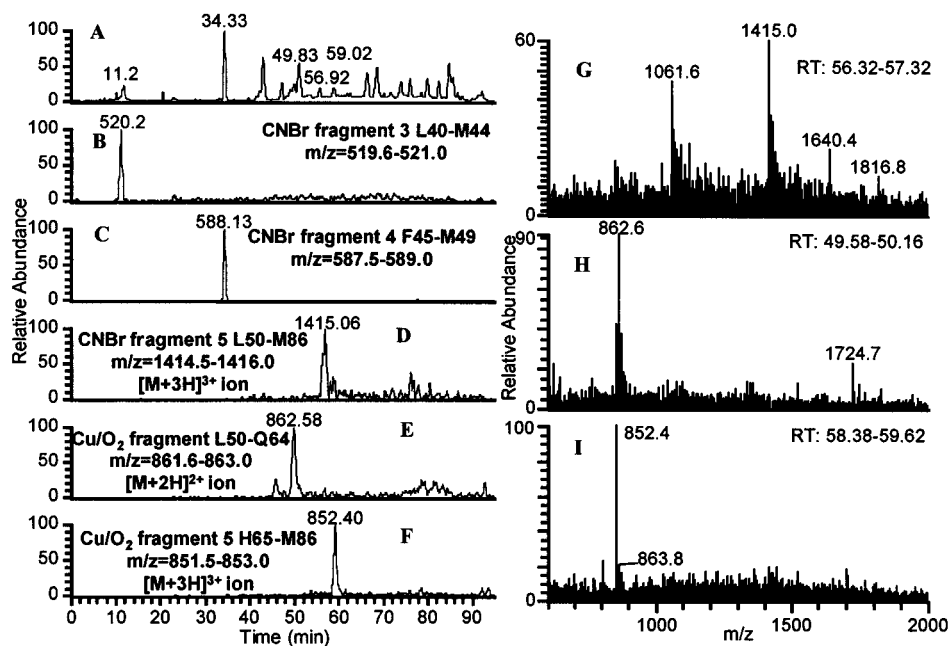 A
34.33
11.2
49.83
59.02
56.92
100
50
0
B
520.2
CNBr fragment 3 L40-M44
m/z=519.6-521.0
100
50
0
0
C
588.13
CNBr fragment 4 F45-M49
m/z=587.5-589.0
100
50
0
0
D
1415.06
CNBr fragment 5 L50-M86
m/z=1414.5-1416.0
[M+3H]³⁺ ion
100
50
0
E
862.58
Cu/O₂ fragment L50-Q64
m/z=861.6-863.0
[M+2H]²⁺ ion
100
50
0
F
852.40
Cu/O₂ fragment 5 H65-M86
m/z=851.5-853.0
[M+3H]³⁺ ion
100
50
0
0 10 20 30 40 50 60 70 80 90
Time (min)
Relative Abundance
G
1415.0
1061.6
RT: 56.32-57.32
1640.4
1816.8
60
0
H
862.6
RT: 49.58-50.16
1724.7
90
0
I
852.4
RT: 58.38-59.62
863.8
100
0
1000 1500 2000
m/z
Relative Abundance